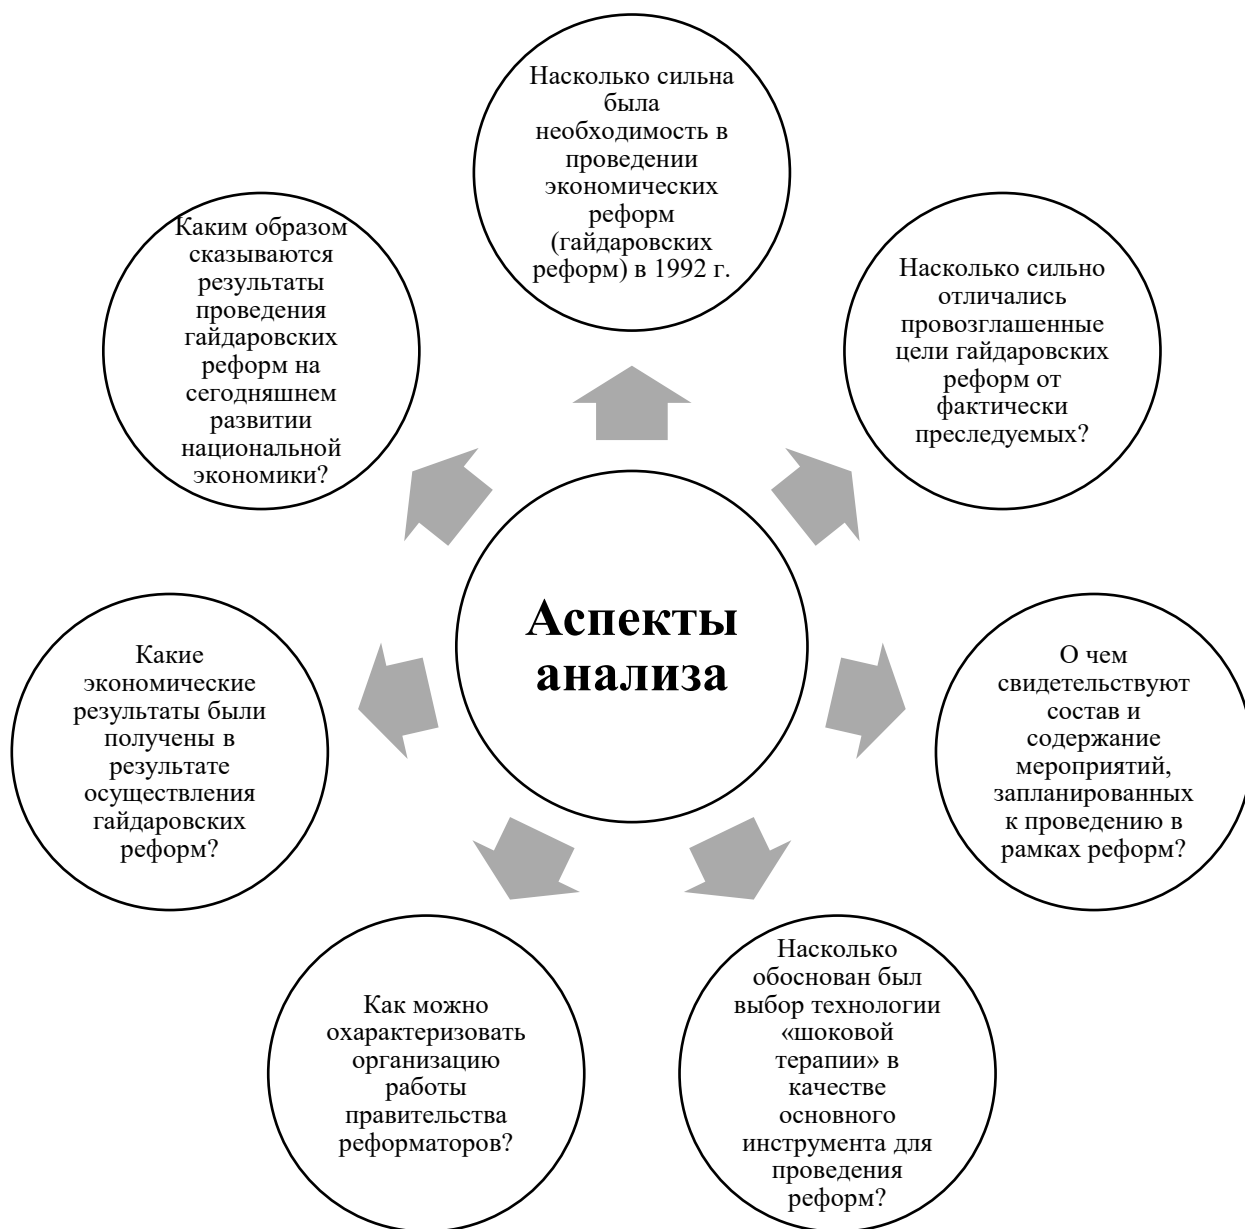 Насколько сильна
была
необходимость в
проведении
экономических
реформ
(гайдаровских
реформ) в 1992 г.
Насколько сильно
отличались
провозглашенные
цели гайдаровских
реформ от
фактически
преследуемых?
О чем
свидетельствуют
состав и
содержание
мероприятий,
запланированных
к проведению в
рамках реформ?
Насколько
обоснован был
выбор технологии
«шоковой
терапии» в
качестве
основного
инструмента для
проведения
реформ?
Как можно
охарактеризовать
организацию
работы
правительства
реформаторов?
Какие
экономические
результаты были
получены в
результате
осуществления
гайдаровских
реформ?
Каким образом
сказываются
результаты
проведения
гайдаровских
реформ на
сегодняшнем
развитии
национальной
экономики?
Аспекты
анализа